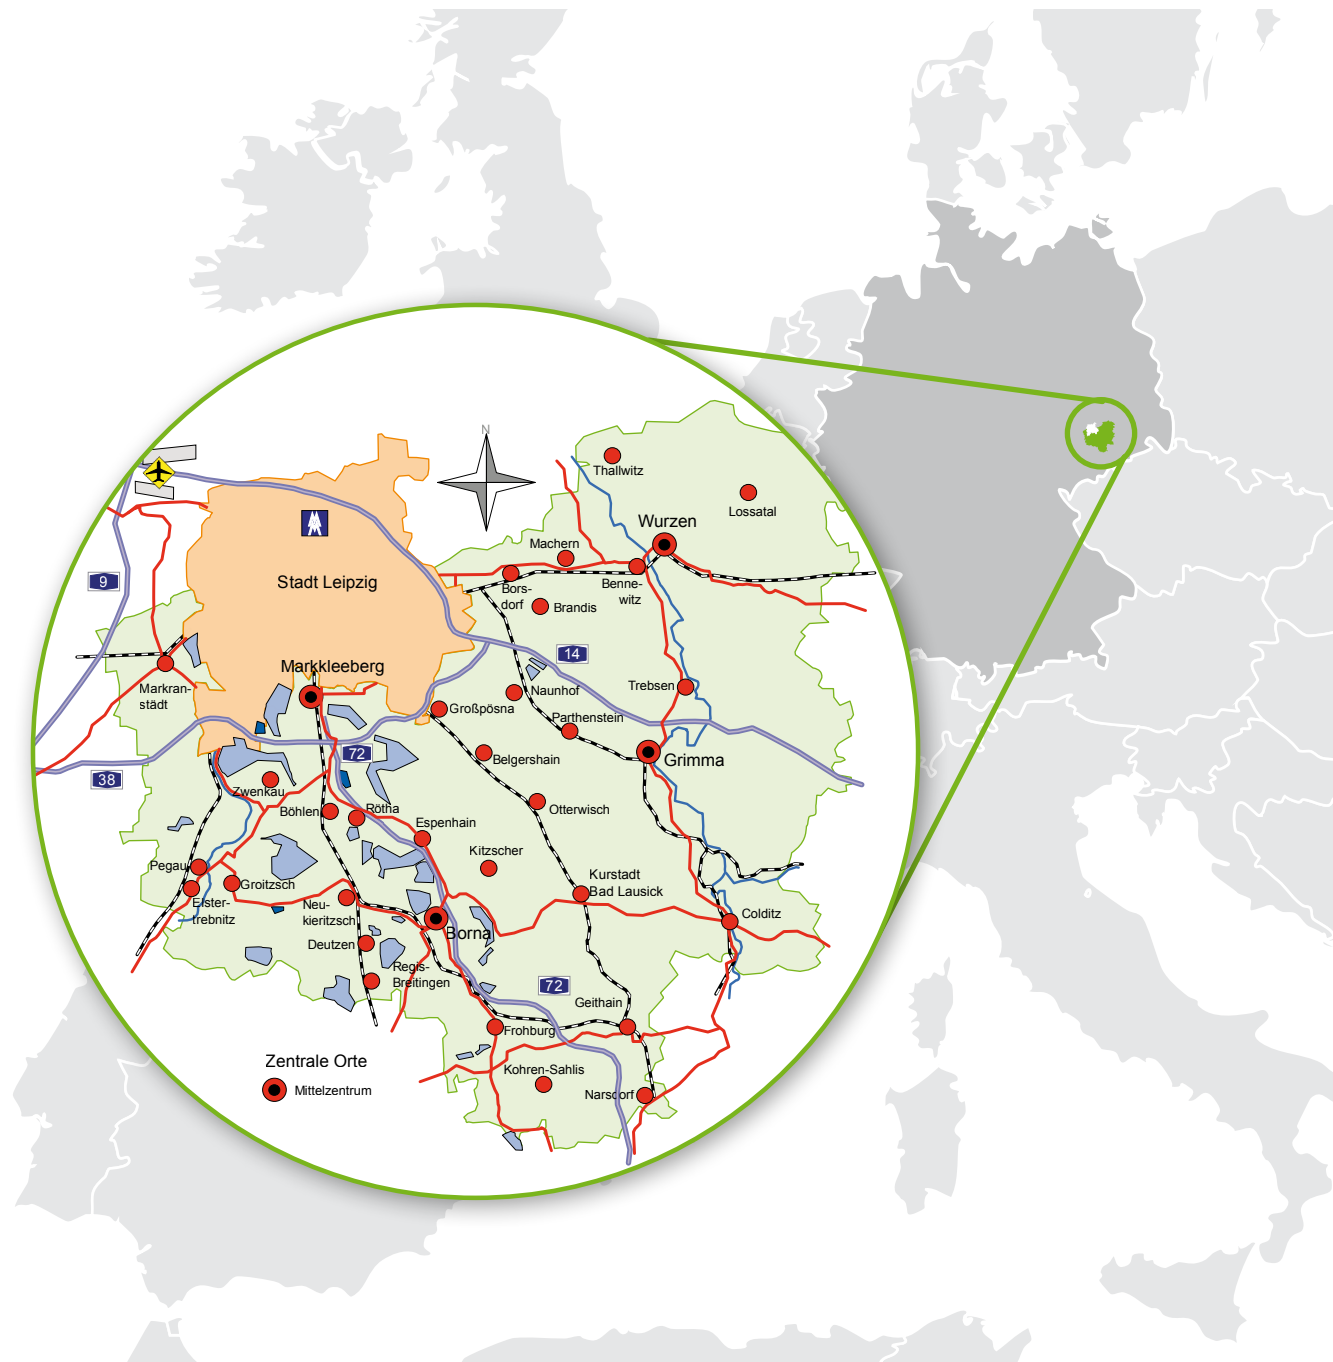 N
Thallwitz
Lossatal
Wurzen
Machern
Stadt Leipzig
9
Bors-
dorf
Benne-
witz
Brandis
14
Markkleeberg
Markran-
städt
Naunhof
Trebsen
Großpösna
Parthenstein
72
Belgershain
Grimma
38
Zwenkau
Böhlen
Rötha
Otterwisch
Espenhain
Kitzscher
Pegau
Groitzsch
Kurstadt
Bad Lausick
Elster-
trebnitz
Neu-
kieritzsch
Colditz
Borna
Deutzen
Regis-
Breitingen
72
Geithain
Frohburg
Zentrale Orte
Mittelzentrum
Kohren-Sahlis
Narsdorf